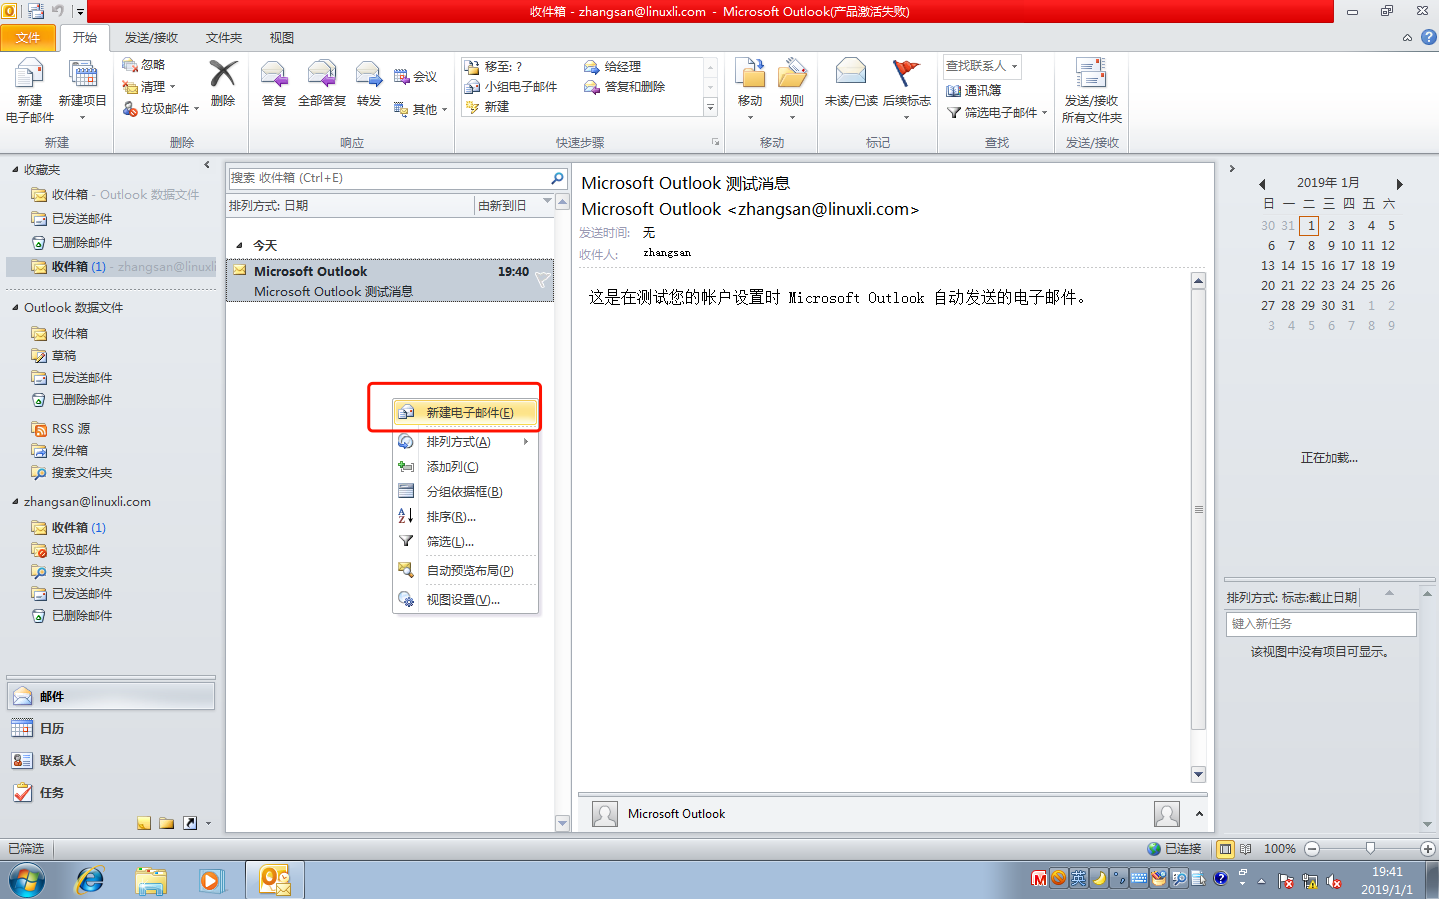 收件箱 - zhangsan@linuxli.com - Microsoft Outlook(产品激活失败)
文件 开始 发送/接收 文件夹 视图
新建
电子邮件
新建项目
新建
忽略
清理
垃圾邮件
删除
删除
答复 全部答复 转发
会议
其他
响应
移至: ?
小组电子邮件
新建
给经理
答复和删除
快速步骤
移动 规则
移动
未读/已读 后续标志
标记
查找联系人
通讯簿
筛选电子邮件
查找
发送/接收
所有文件夹
发送/接收
收藏夹
收件箱 - Outlook 数据文件
已发送邮件
已删除邮件
收件箱 (1) - zhangsan@linuxli
Outlook 数据文件
收件箱
草稿
已发送邮件
已删除邮件
RSS 源
发件箱
搜索文件夹
zhangsan@linuxli.com
收件箱 (1)
垃圾邮件
搜索文件夹
已发送邮件
已删除邮件
邮件
日历
联系人
任务
搜索 收件箱 (Ctrl+E)
排列方式: 日期 由新到旧
今天
Microsoft Outlook 19:40
Microsoft Outlook 测试消息
新建电子邮件(E)
排列方式(A)
添加列(C)
分组依据框(B)
排序(R)...
筛选(L)...
自动预览布局(P)
视图设置(V)...
Microsoft Outlook 测试消息
Microsoft Outlook <zhangsan@linuxli.com>
发送时间: 无
收件人: zhangsan
这是在测试您的帐户设置时 Microsoft Outlook 自动发送的电子邮件。
Microsoft Outlook
2019年 1月
日 一 二 三 四 五 六
30 31 1 2 3 4 5
6 7 8 9 10 11 12
13 14 15 16 17 18 19
20 21 22 23 24 25 26
27 28 29 30 31 1 2
3 4 5 6 7 8 9
正在加载...
排列方式: 标志:截止日期
键入新任务
该视图中没有项目可显示。
已筛选 已连接 100%
英
19:41
2019/1/1